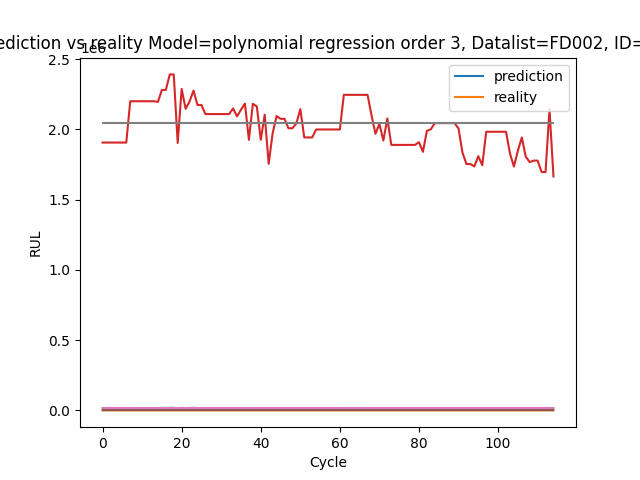 ediction vs reality Model=polynomial regression order 3, Datalist=FD002, ID=
1e6
2.5
2.0
1.5
1.0
0.5
0.0
RUL
prediction
reality
0 20 40 60 80 100
Cycle